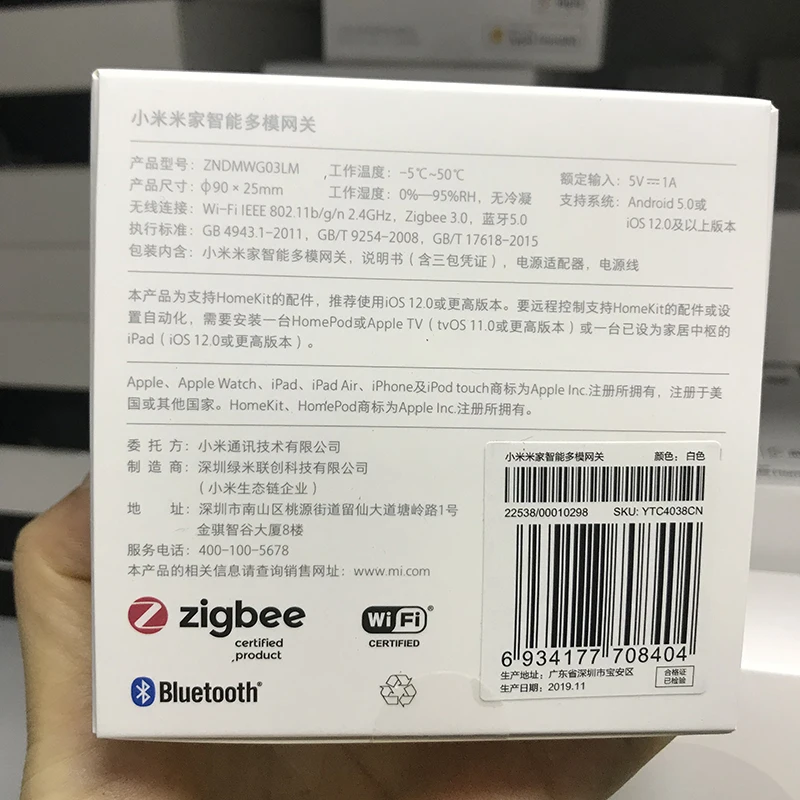 小米米家智能多模网关
产品型号：ZNDMWG03LM
工作温度：-5℃~50℃
额定输入：5V⎓1A
产品尺寸：ф90×25mm
工作湿度：0%—95%RH，无冷凝
支持系统：Android 5.0或
iOS 12.0及以上版本
无线连接：Wi-Fi IEEE 802.11b/g/n 2.4GHz，Zigbee 3.0，蓝牙5.0
执行标准：GB 4943.1-2011，GB/T 9254-2008，GB/T 17618-2015
包装内含：小米米家智能多模网关，说明书（含三包凭证），电源适配器，电源线
本产品为支持HomeKit的配件，推荐使用iOS 12.0或更高版本。要远程控制支持HomeKit的配件或设
置自动化，需要安装一台HomePod或Apple TV（tvOS 11.0或更高版本）或一台已设为家居中枢的
iPad（iOS 12.0或更高版本）。
Apple、Apple Watch、iPad、iPad Air、iPhone及iPod touch商标为Apple Inc.注册所拥有，注册于美
国或其他国家。HomeKit、HomePod商标为Apple Inc.注册所拥有。
委 托 方：小米通讯技术有限公司
制 造 商：深圳绿米联创科技有限公司
（小米生态链企业）
地 址：深圳市南山区桃源街道留仙大道塘岭路1号
金骐智谷大厦8楼
服务电话：400-100-5678
本产品的相关信息请查询销售网址：www.mi.com
zigbee
certified
product
Wi Fi®
CERTIFIED
Bluetooth®
小米米家智能多模网关 颜色：白色
22538/00010298 SKU: YTC4038CN
6 934177 708404
生产地址：广东省深圳市宝安区
生产日期：2019.11
合格证
已检验